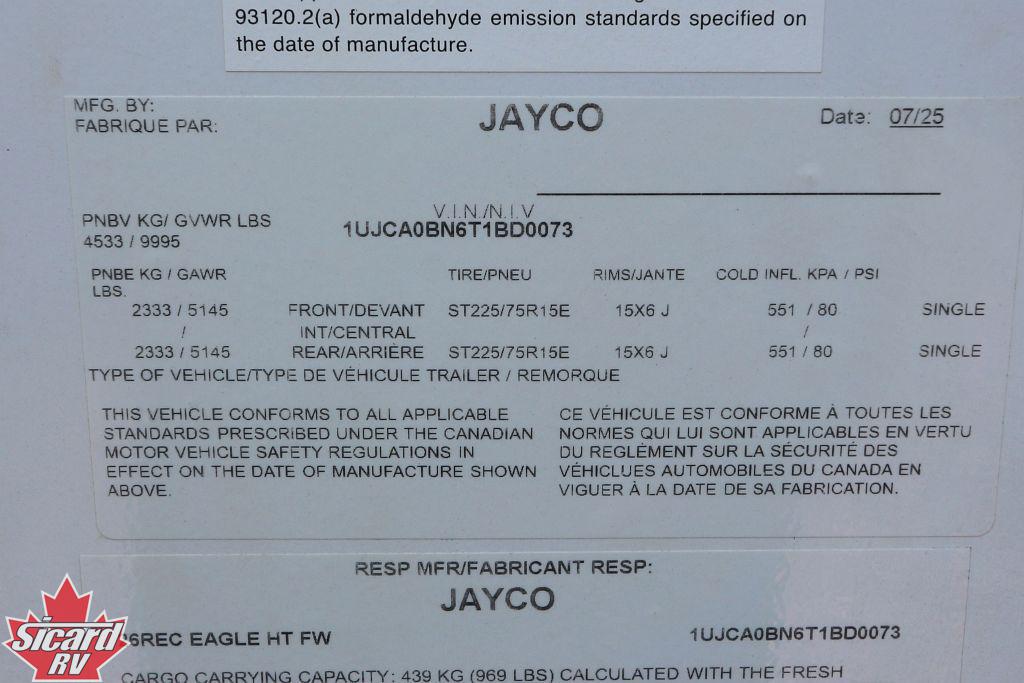 93120.2(a) formaldehyde emission standards specified on
the date of manufacture.
MFG. BY:
FABRIQUE PAR:
JAYCO
Date: 07/25
V.I.N./N.I.V
PNBV KG/ GVWR LBS
1UJCA0BN6T1BD0073
4533 / 9995
PNBE KG / GAWR TIRE/PNEU RIMS/JANTE COLD INFL. KPA / PSI
LBS.
2333 / 5145 FRONT/DEVANT ST225/75R15E 15X6 J 551 / 80 SINGLE
/ INT/CENTRAL /
2333 / 5145 REAR/ARRIÈRE ST225/75R15E 15X6 J 551 / 80 SINGLE
TYPE OF VEHICLE/TYPE DE VÉHICULE TRAILER / REMORQUE
THIS VEHICLE CONFORMS TO ALL APPLICABLE
STANDARDS PRESCRIBED UNDER THE CANADIAN
MOTOR VEHICLE SAFETY REGULATIONS IN
EFFECT ON THE DATE OF MANUFACTURE SHOWN
ABOVE.
CE VÉHICULE EST CONFORME À TOUTES LES
NORMES QUI LUI SONT APPLICABLES EN VERTU
DU REGLÉMENT SUR LA SÉCURITÉ DES
VÉHICLUES AUTOMOBILES DU CANADA EN
VIGUER À LA DATE DE SA FABRICATION.
RESP MFR/FABRICANT RESP:
JAYCO
6REC EAGLE HT FW 1UJCA0BN6T1BD0073
CARGO CARRYING CAPACITY: 439 KG (969 LBS) CALCULATED WITH THE FRESH
Sicard
RV